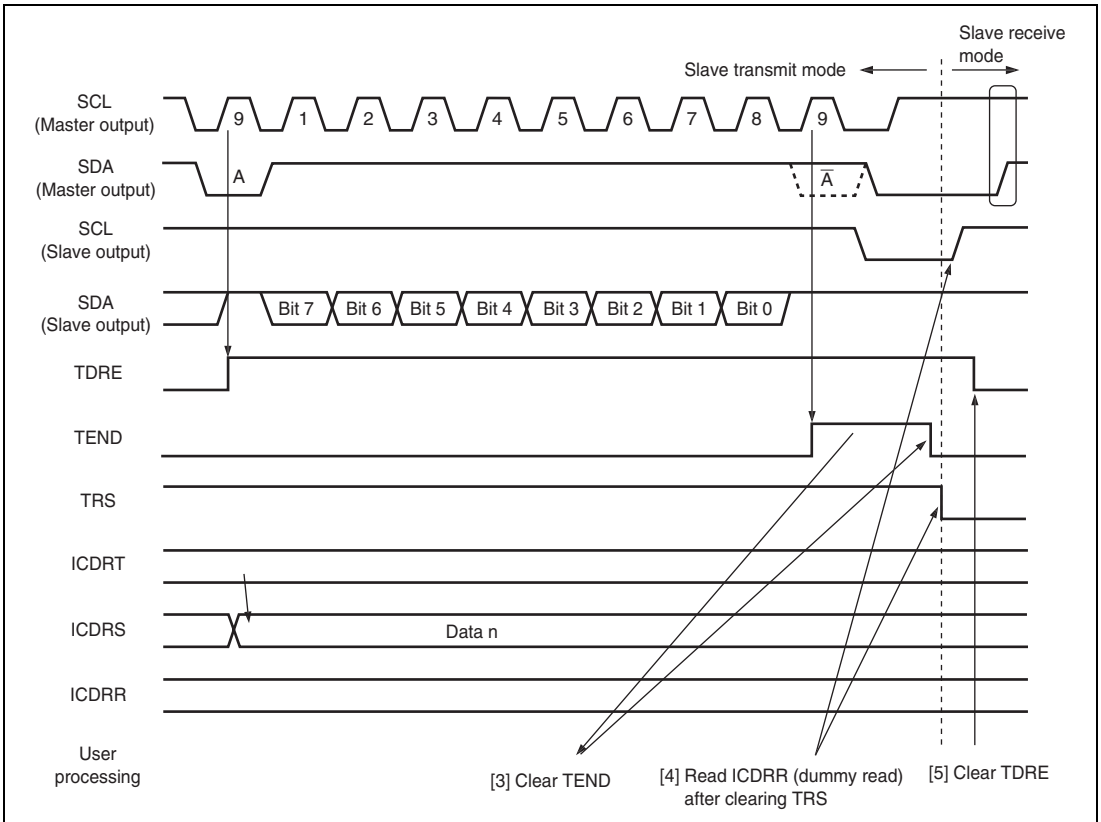 Slave receive
mode
Slave transmit mode
SCL
(Master output)
9 1 2 3 4 5 6 7 8 9
SDA
(Master output)
A A̅
SCL
(Slave output)
SDA
(Slave output)
Bit 7 Bit 6 Bit 5 Bit 4 Bit 3 Bit 2 Bit 1 Bit 0
TDRE
TEND
TRS
ICDRT
ICDRS
Data n
ICDRR
User
processing
[3] Clear TEND
[4] Read ICDRR (dummy read)
after clearing TRS
[5] Clear TDRE